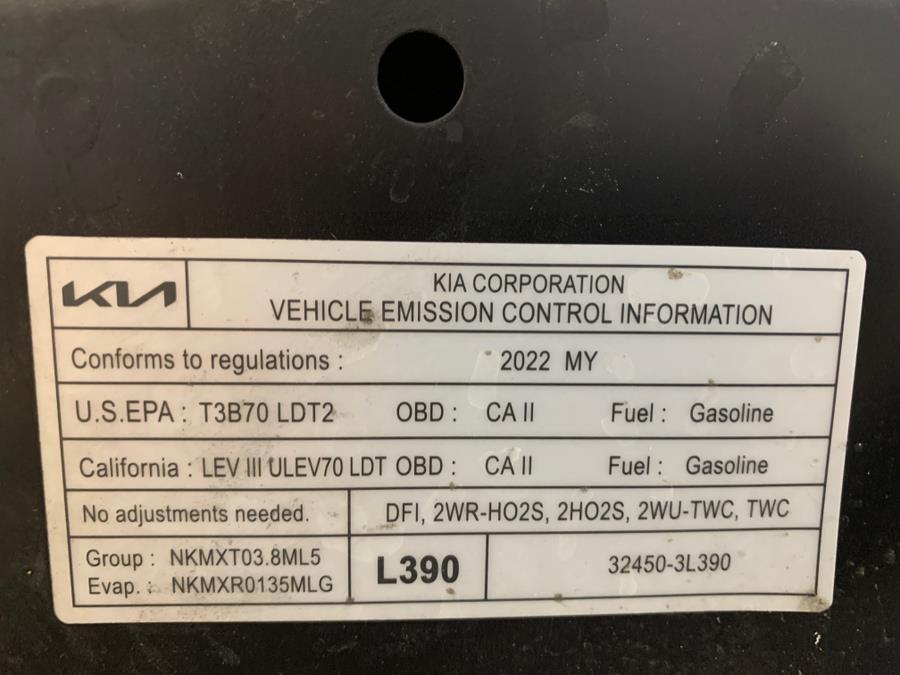 KIA
KIA CORPORATION
VEHICLE EMISSION CONTROL INFORMATION
Conforms to regulations : 2022 MY
U.S.EPA : T3B70 LDT2 OBD : CA II Fuel : Gasoline
California : LEV III ULEV70 LDT OBD : CA II Fuel : Gasoline
No adjustments needed. DFI, 2WR-HO2S, 2HO2S, 2WU-TWC, TWC
Group : NKMXT03.8ML5
Evap. : NKMXR0135MLG
L390
32450-3L390